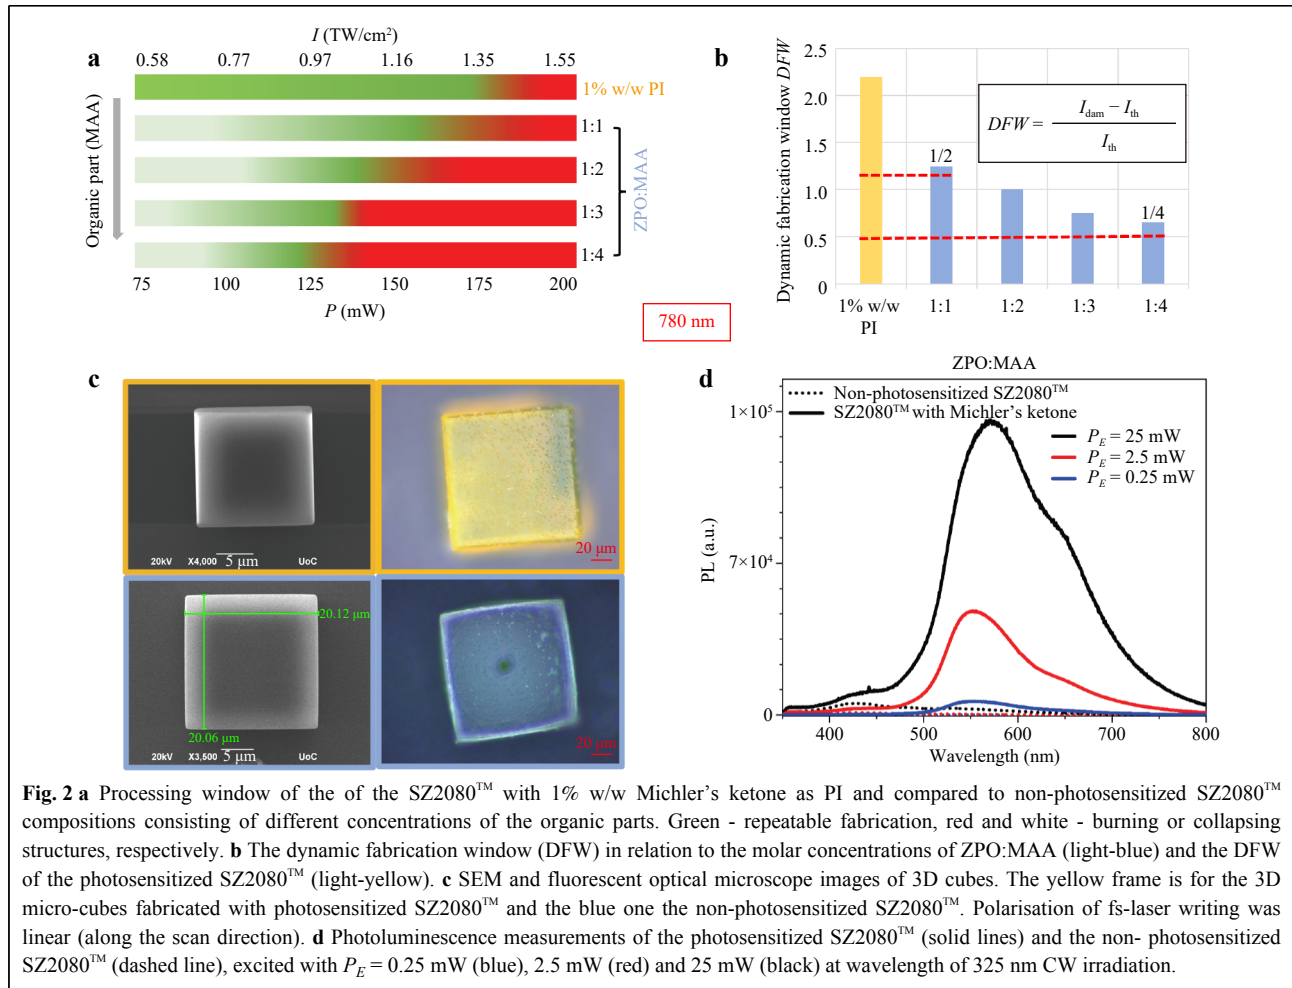 a
I (TW/cm²)
0.58 0.77 0.97 1.16 1.35 1.55
Organic part (MAA)
1% w/w PI
1:1
1:2
1:3
1:4
ZPO:MAA
75 100 125 150 175 200
P (mW)
780 nm
b
Dynamic fabrication window DFW
2.5
2.0
1.5
1.0
0.5
0
DFW = (I_dam − I_th) / I_th
1/2
1/4
1% w/w PI 1:1 1:2 1:3 1:4
ZPO:MAA
c
20kV X4,000 5 μm UoC
20 μm
20.12 μm
20.06 μm
20kV X3,500 5 μm UoC
20 μm
d
Non-photosensitized SZ2080™
SZ2080™ with Michler's ketone
P_E = 25 mW
P_E = 2.5 mW
P_E = 0.25 mW
PL (a.u.)
1×10⁵
7×10⁴
0
400 500 600 700 800
Wavelength (nm)
Fig. 2 a Processing window of the of the SZ2080™ with 1% w/w Michler's ketone as PI and compared to non-photosensitized SZ2080™
compositions consisting of different concentrations of the organic parts. Green - repeatable fabrication, red and white - burning or collapsing
structures, respectively. b The dynamic fabrication window (DFW) in relation to the molar concentrations of ZPO:MAA (light-blue) and the DFW
of the photosensitized SZ2080™ (light-yellow). c SEM and fluorescent optical microscope images of 3D cubes. The yellow frame is for the 3D
micro-cubes fabricated with photosensitized SZ2080™ and the blue one the non-photosensitized SZ2080™. Polarisation of fs-laser writing was
linear (along the scan direction). d Photoluminescence measurements of the photosensitized SZ2080™ (solid lines) and the non- photosensitized
SZ2080™ (dashed line), excited with P_E = 0.25 mW (blue), 2.5 mW (red) and 25 mW (black) at wavelength of 325 nm CW irradiation.